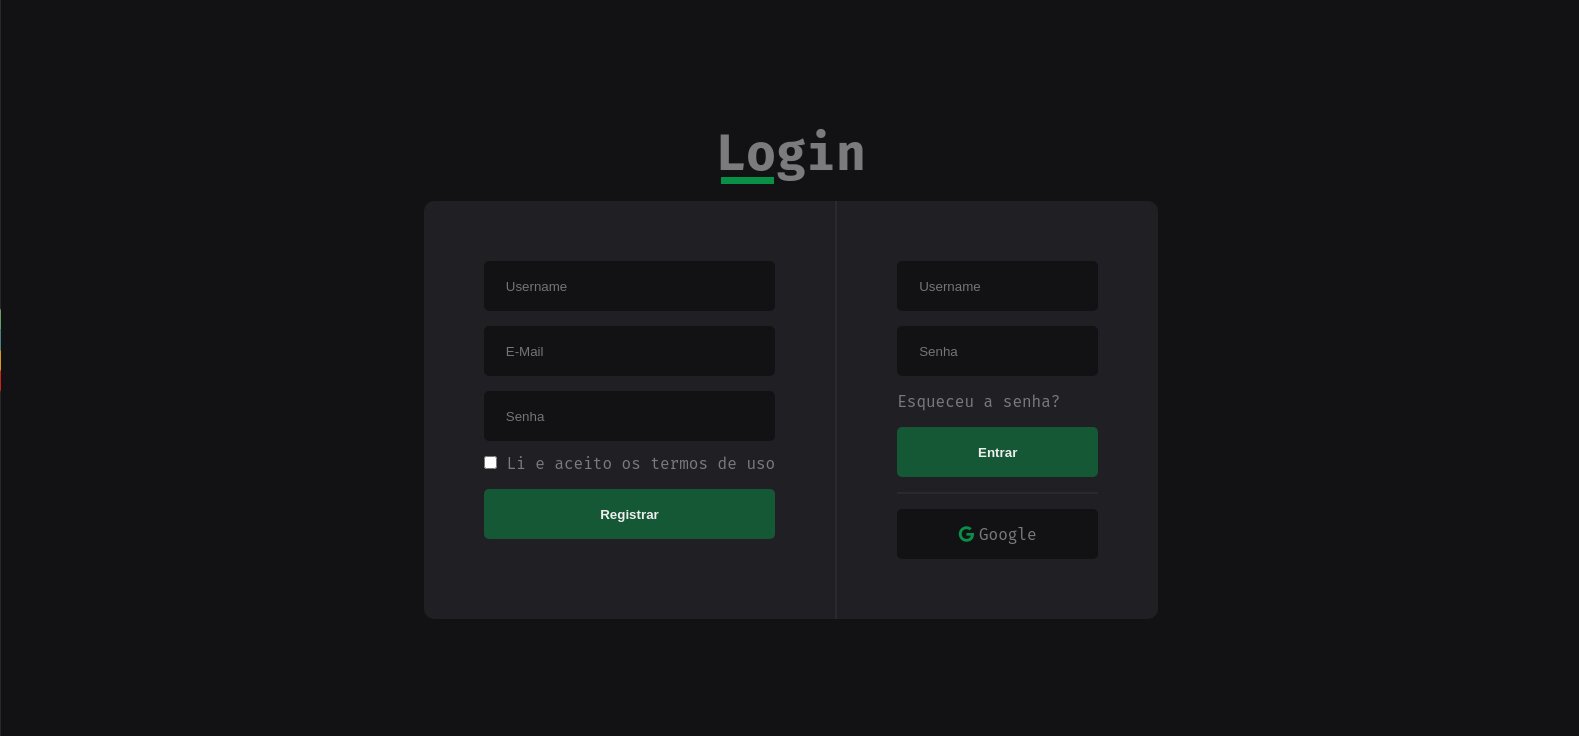 Login
Username
E-Mail
Senha
Li e aceito os termos de uso
Registrar
Username
Senha
Esqueceu a senha?
Entrar
Google